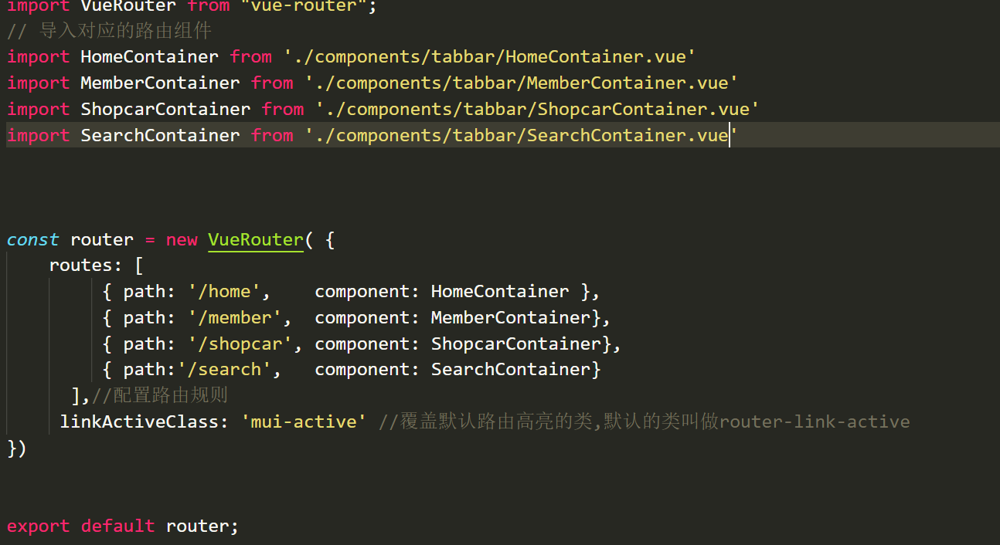 import VueRouter from "vue-router";
// 导入对应的路由组件
import HomeContainer from './components/tabbar/HomeContainer.vue'
import MemberContainer from './components/tabbar/MemberContainer.vue'
import ShopcarContainer from './components/tabbar/ShopcarContainer.vue'
import SearchContainer from './components/tabbar/SearchContainer.vue'
const router = new VueRouter( {
routes: [
{ path: '/home',    component: HomeContainer },
{ path: '/member',  component: MemberContainer},
{ path: '/shopcar', component: ShopcarContainer},
{ path:'/search',   component: SearchContainer}
],//配置路由规则
linkActiveClass: 'mui-active' //覆盖默认路由高亮的类,默认的类叫做router-link-active
})
export default router;